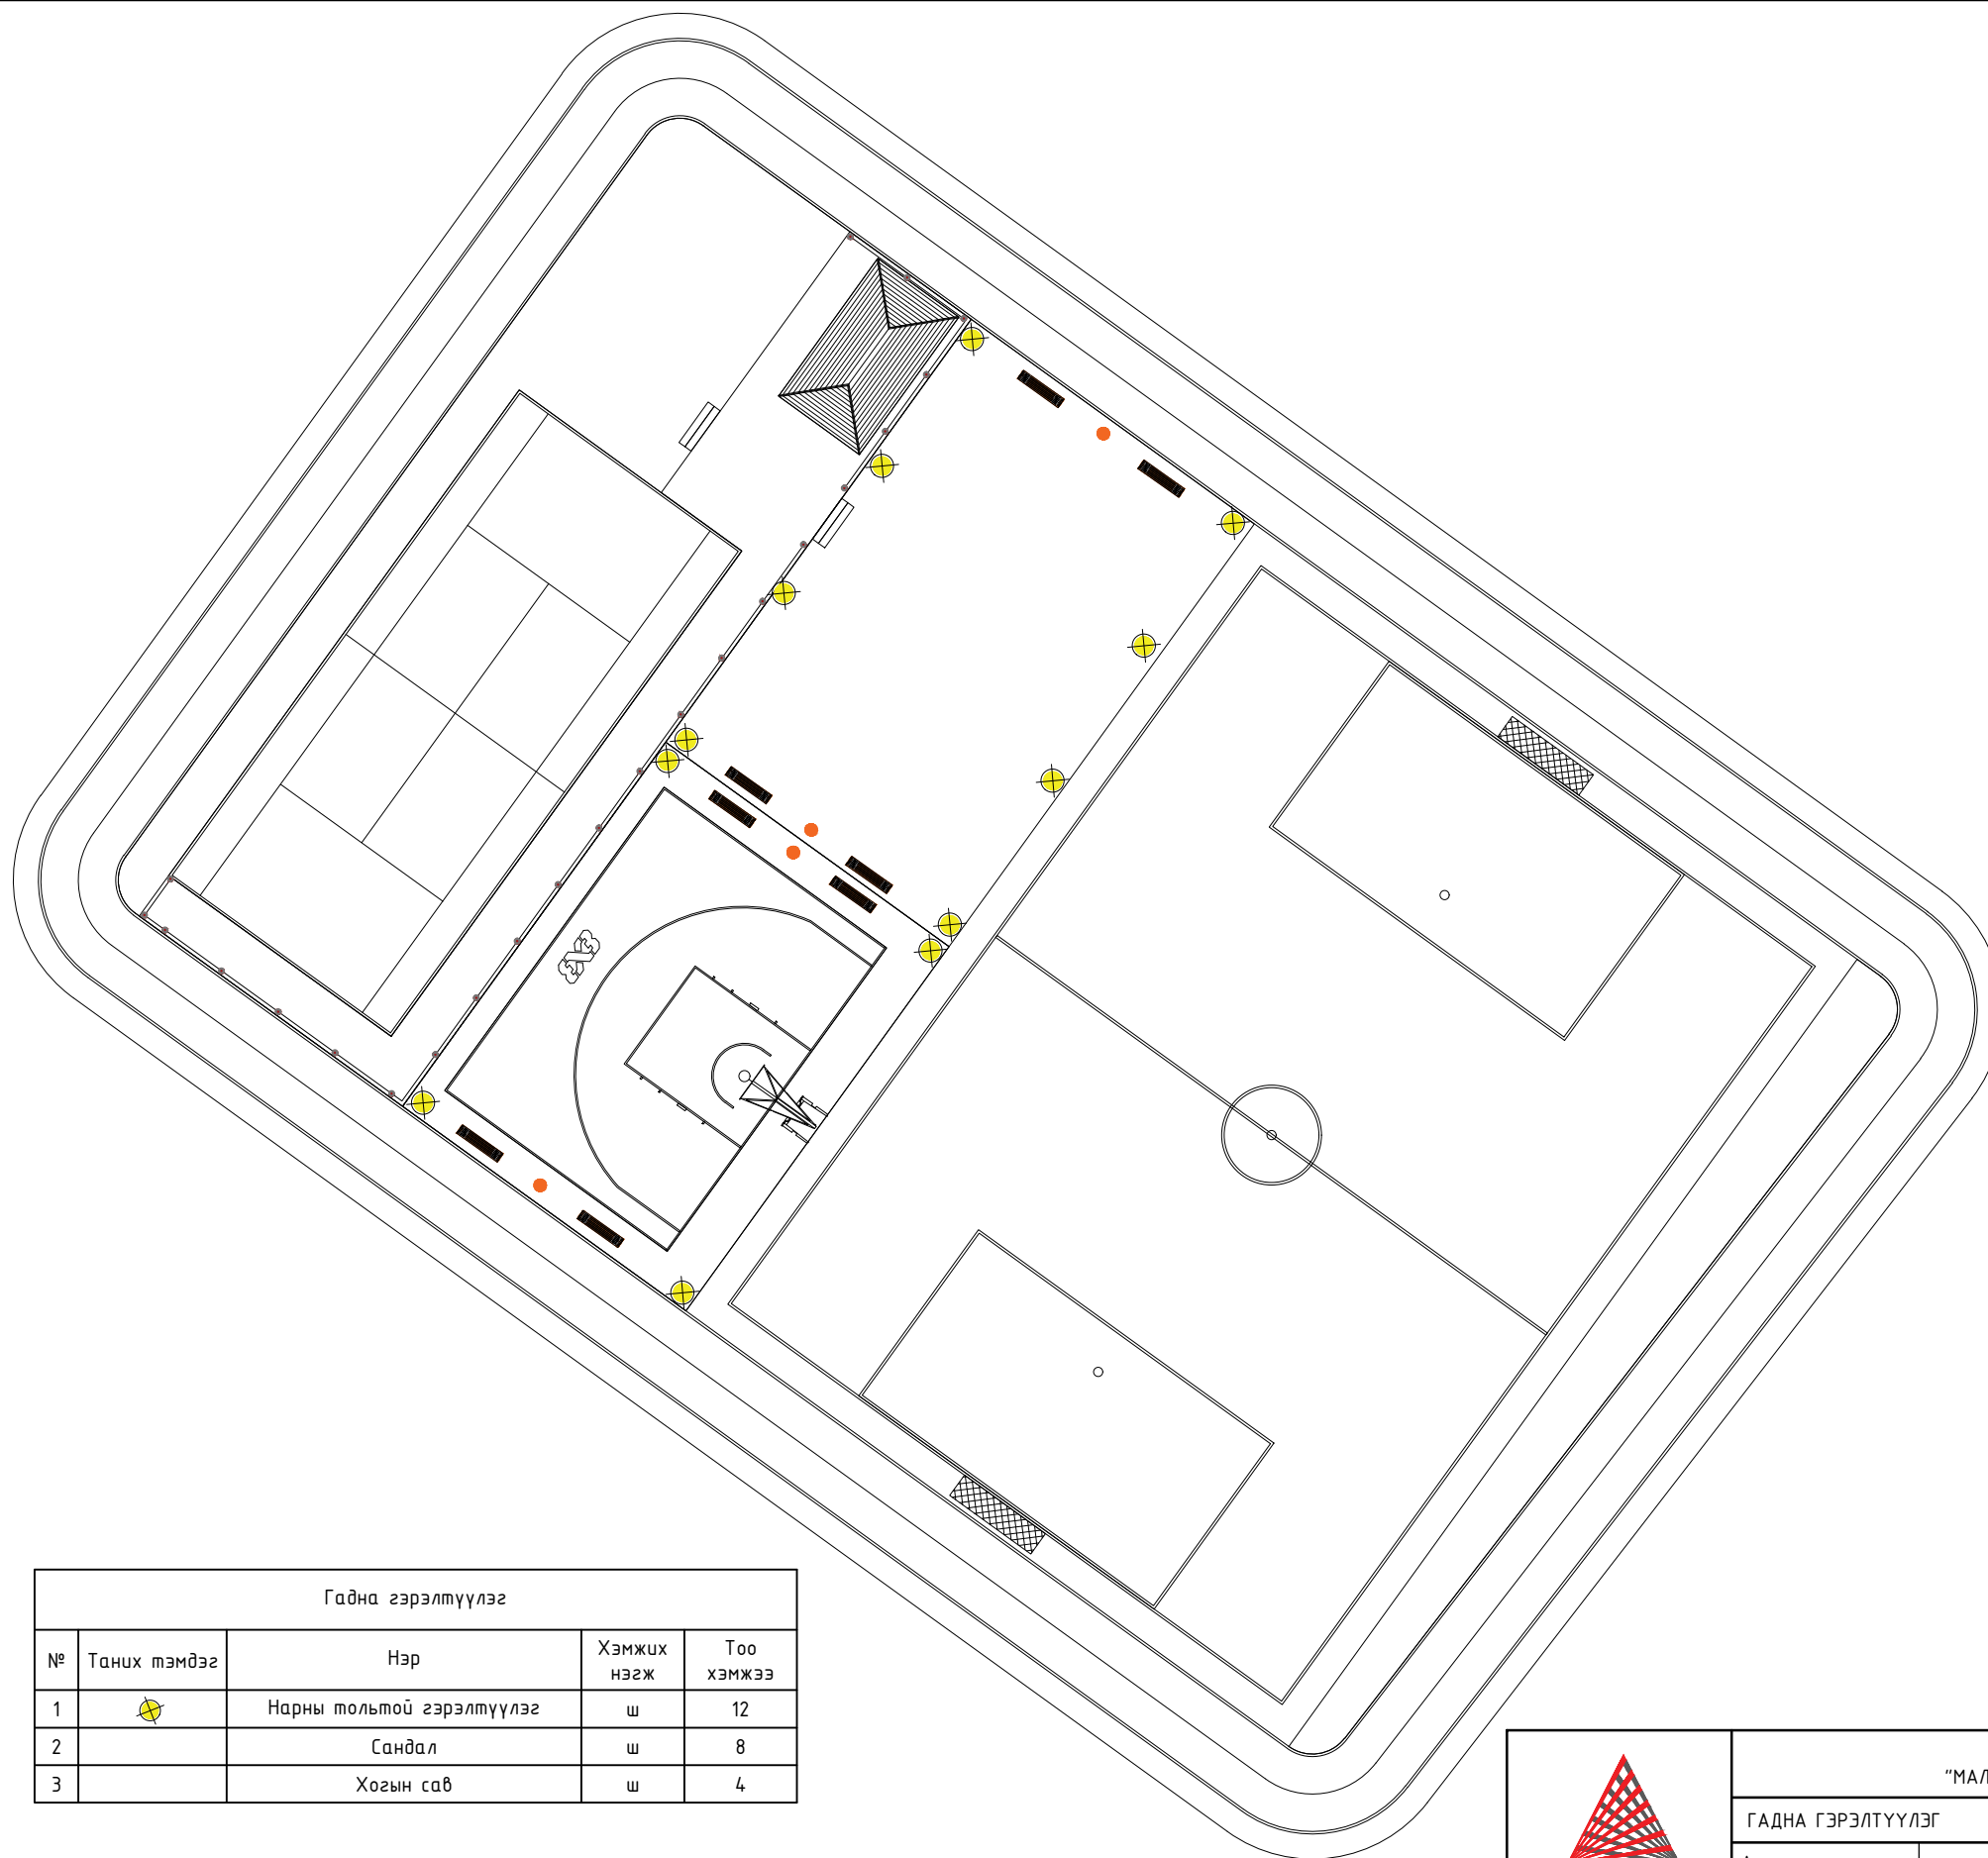 3x3
Гадна гэрэлтүүлэг
№ Таних тэмдэг Нэр Хэмжих нэгж Тоо хэмжээ
1 Нарны тольтой гэрэлтүүлэг ш 12
2 Сандал ш 8
3 Хогын сав ш 4
"МАЛ
ГАДНА ГЭРЭЛТҮҮЛЭГ